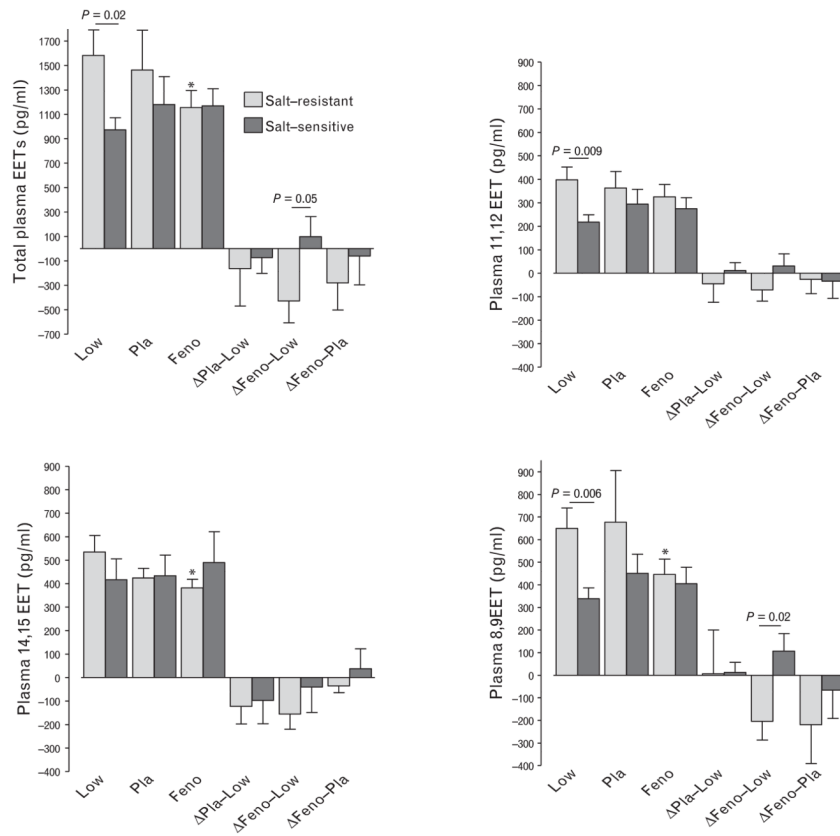 P = 0.02
1700
1500
1300
1100
900
700
500
300
100
–100
–300
–500
–700
Total plasma EETs (pg/ml)
*
Salt–resistant
Salt–sensitive
P = 0.05
Low
Pla
Feno
ΔPla–Low
ΔFeno–Low
ΔFeno–Pla
900
800
700
600
500
400
300
200
100
0
–100
–200
–300
–400
Plasma 11,12 EET (pg/ml)
P = 0.009
Low
Pla
Feno
ΔPla–Low
ΔFeno–Low
ΔFeno–Pla
900
800
700
600
500
400
300
200
100
0
–100
–200
–300
–400
Plasma 14,15 EET (pg/ml)
*
Low
Pla
Feno
ΔPla–Low
ΔFeno–Low
ΔFeno–Pla
900
800
700
600
500
400
300
200
100
0
–100
–200
–300
–400
Plasma 8,9EET (pg/ml)
P = 0.006
*
P = 0.02
Low
Pla
Feno
ΔPla–Low
ΔFeno–Low
ΔFeno–Pla